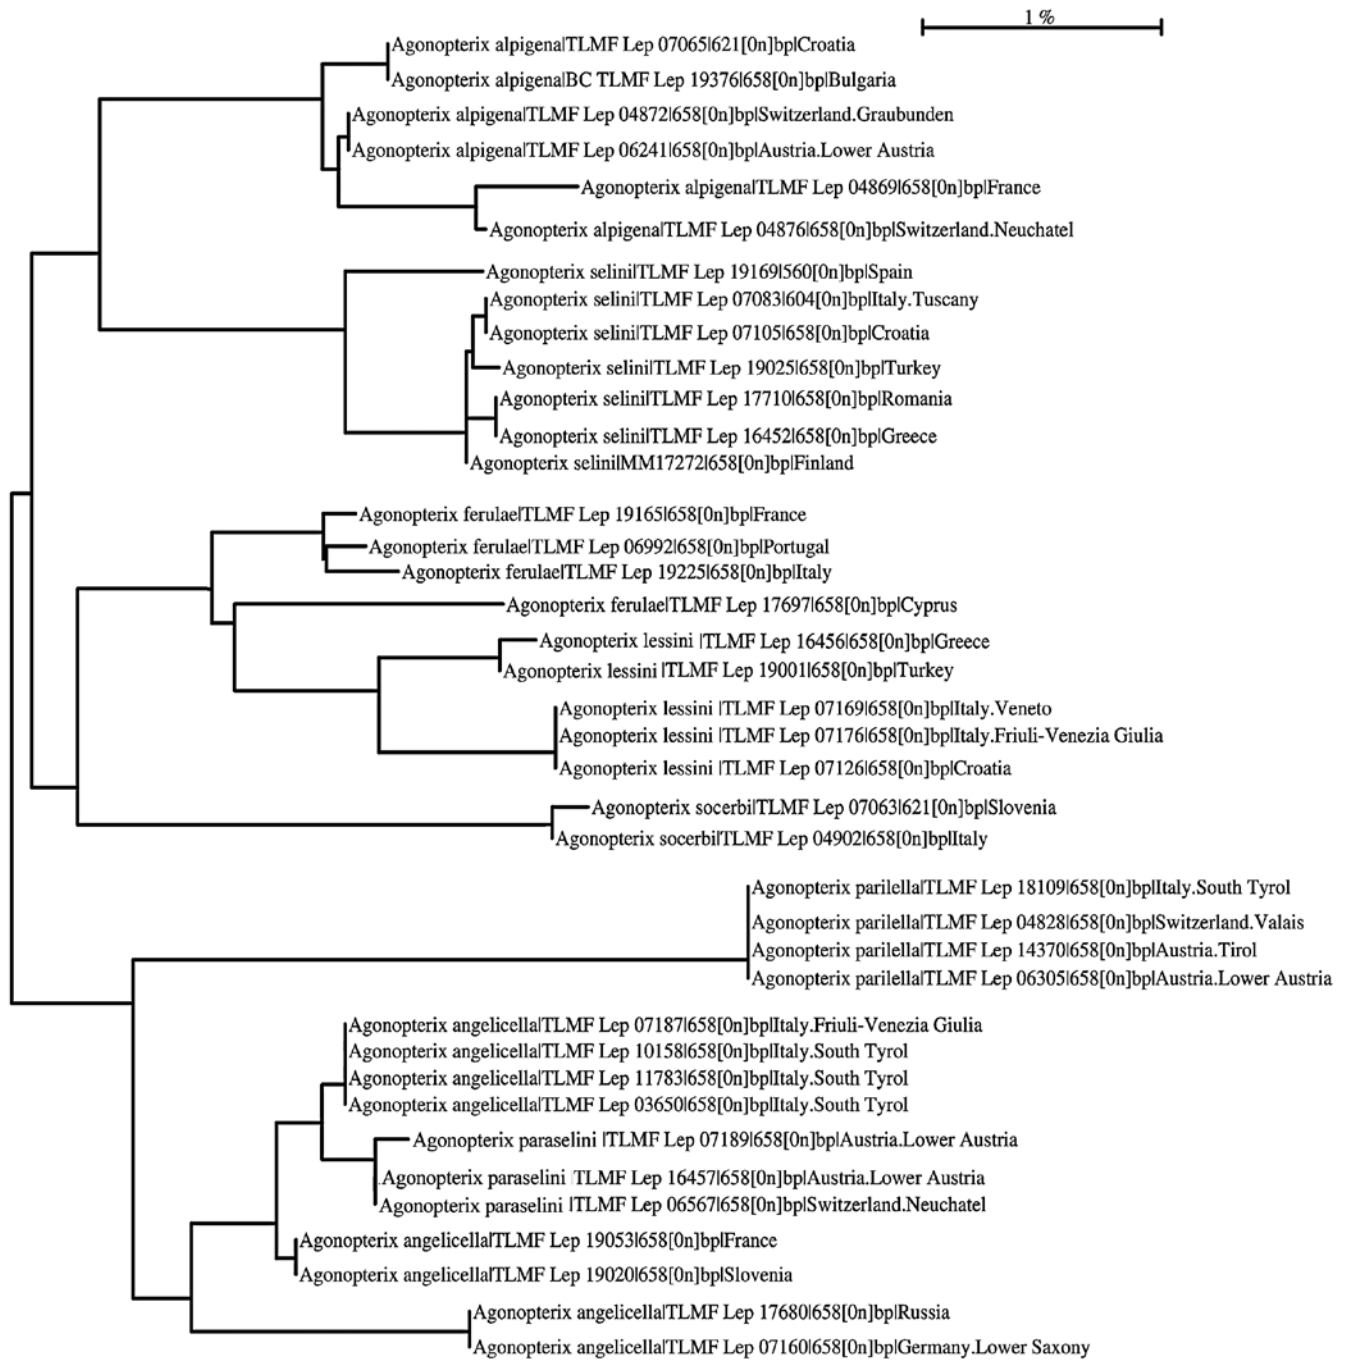 1 %
Agonopterix alpigena|TLMF Lep 07065|621[0n]bp|Croatia
Agonopterix alpigena|BC TLMF Lep 19376|658[0n]bp|Bulgaria
Agonopterix alpigena|TLMF Lep 04872|658[0n]bp|Switzerland.Graubunden
Agonopterix alpigena|TLMF Lep 06241|658[0n]bp|Austria.Lower Austria
Agonopterix alpigena|TLMF Lep 04869|658[0n]bp|France
Agonopterix alpigena|TLMF Lep 04876|658[0n]bp|Switzerland.Neuchatel
Agonopterix selini|TLMF Lep 19169|560[0n]bp|Spain
Agonopterix selini|TLMF Lep 07083|604[0n]bp|Italy.Tuscany
Agonopterix selini|TLMF Lep 07105|658[0n]bp|Croatia
Agonopterix selini|TLMF Lep 19025|658[0n]bp|Turkey
Agonopterix selini|TLMF Lep 17710|658[0n]bp|Romania
Agonopterix selini|TLMF Lep 16452|658[0n]bp|Greece
Agonopterix selini|MM17272|658[0n]bp|Finland
Agonopterix ferulae|TLMF Lep 19165|658[0n]bp|France
Agonopterix ferulae|TLMF Lep 06992|658[0n]bp|Portugal
Agonopterix ferulae|TLMF Lep 19225|658[0n]bp|Italy
Agonopterix ferulae|TLMF Lep 17697|658[0n]bp|Cyprus
Agonopterix lessini |TLMF Lep 16456|658[0n]bp|Greece
Agonopterix lessini |TLMF Lep 19001|658[0n]bp|Turkey
Agonopterix lessini |TLMF Lep 07169|658[0n]bp|Italy.Veneto
Agonopterix lessini |TLMF Lep 07176|658[0n]bp|Italy.Friuli-Venezia Giulia
Agonopterix lessini |TLMF Lep 07126|658[0n]bp|Croatia
Agonopterix socerbi|TLMF Lep 07063|621[0n]bp|Slovenia
Agonopterix socerbi|TLMF Lep 04902|658[0n]bp|Italy
Agonopterix parilella|TLMF Lep 18109|658[0n]bp|Italy.South Tyrol
Agonopterix parilella|TLMF Lep 04828|658[0n]bp|Switzerland.Valais
Agonopterix parilella|TLMF Lep 14370|658[0n]bp|Austria.Tirol
Agonopterix parilella|TLMF Lep 06305|658[0n]bp|Austria.Lower Austria
Agonopterix angelicella|TLMF Lep 07187|658[0n]bp|Italy.Friuli-Venezia Giulia
Agonopterix angelicella|TLMF Lep 10158|658[0n]bp|Italy.South Tyrol
Agonopterix angelicella|TLMF Lep 11783|658[0n]bp|Italy.South Tyrol
Agonopterix angelicella|TLMF Lep 03650|658[0n]bp|Italy.South Tyrol
Agonopterix paraselini |TLMF Lep 07189|658[0n]bp|Austria.Lower Austria
Agonopterix paraselini |TLMF Lep 16457|658[0n]bp|Austria.Lower Austria
Agonopterix paraselini |TLMF Lep 06567|658[0n]bp|Switzerland.Neuchatel
Agonopterix angelicella|TLMF Lep 19053|658[0n]bp|France
Agonopterix angelicella|TLMF Lep 19020|658[0n]bp|Slovenia
Agonopterix angelicella|TLMF Lep 17680|658[0n]bp|Russia
Agonopterix angelicella|TLMF Lep 07160|658[0n]bp|Germany.Lower Saxony